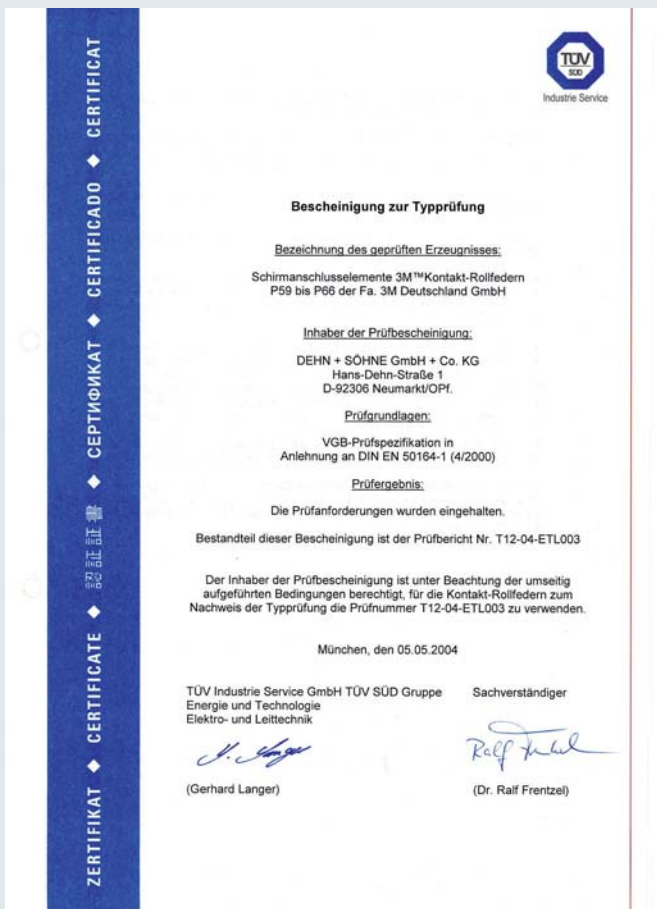 ZERTIFIKAT ◆ CERTIFICATE ◆ 認証証書 ◆ СЕРТИФИКАТ ◆ CERTIFICADO ◆ CERTIFICAT
TÜV
SÜD
Industrie Service
Bescheinigung zur Typprüfung
Bezeichnung des geprüften Erzeugnisses:
Schirmanschlusselemente 3M™Kontakt-Rollfedern
P59 bis P66 der Fa. 3M Deutschland GmbH
Inhaber der Prüfbescheinigung:
DEHN + SÖHNE GmbH + Co. KG
Hans-Dehn-Straße 1
D-92306 Neumarkt/OPf.
Prüfgrundlagen:
VGB-Prüfspezifikation in
Anlehnung an DIN EN 50164-1 (4/2000)
Prüfergebnis:
Die Prüfanforderungen wurden eingehalten.
Bestandteil dieser Bescheinigung ist der Prüfbericht Nr. T12-04-ETL003
Der Inhaber der Prüfbescheinigung ist unter Beachtung der umseitig
aufgeführten Bedingungen berechtigt, für die Kontakt-Rollfedern zum
Nachweis der Typprüfung die Prüfnummer T12-04-ETL003 zu verwenden.
München, den 05.05.2004
TÜV Industrie Service GmbH TÜV SÜD Gruppe
Energie und Technologie
Elektro- und Leittechnik
Sachverständiger
(Gerhard Langer)
(Dr. Ralf Frentzel)